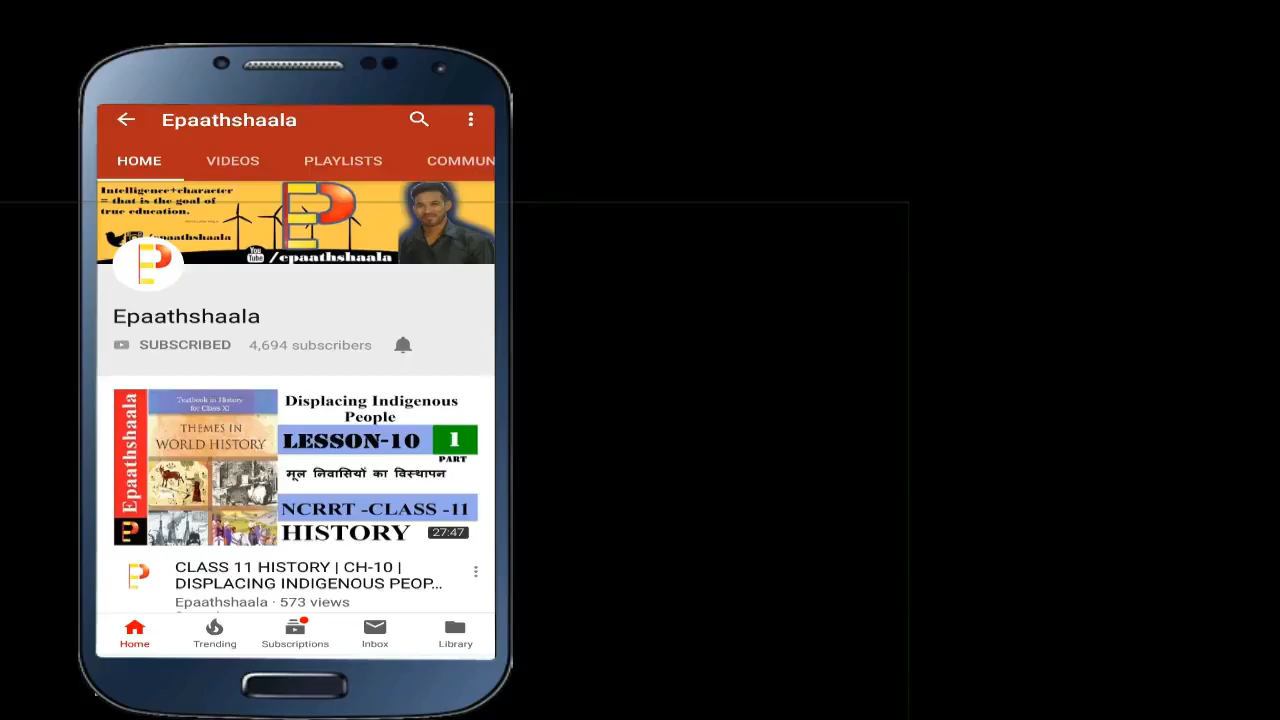 Epaathshaala
HOME VIDEOS PLAYLISTS COMMUN
Intelligence+character
= that is the goal of
true education.
/epaathshaala
You
Tube /epaathshaala
Epaathshaala
SUBSCRIBED 4,694 subscribers
Epaathshaala
Textbook in History
for Class XI
THEMES IN
WORLD HISTORY
Displacing Indigenous
People
LESSON-10 1
PART
मूल निवासियों का विस्थापन
NCRRT -CLASS -11
HISTORY 27:47
CLASS 11 HISTORY | CH-10 |
DISPLACING INDIGENOUS PEOP...
Epaathshaala · 573 views
Home Trending Subscriptions Inbox Library